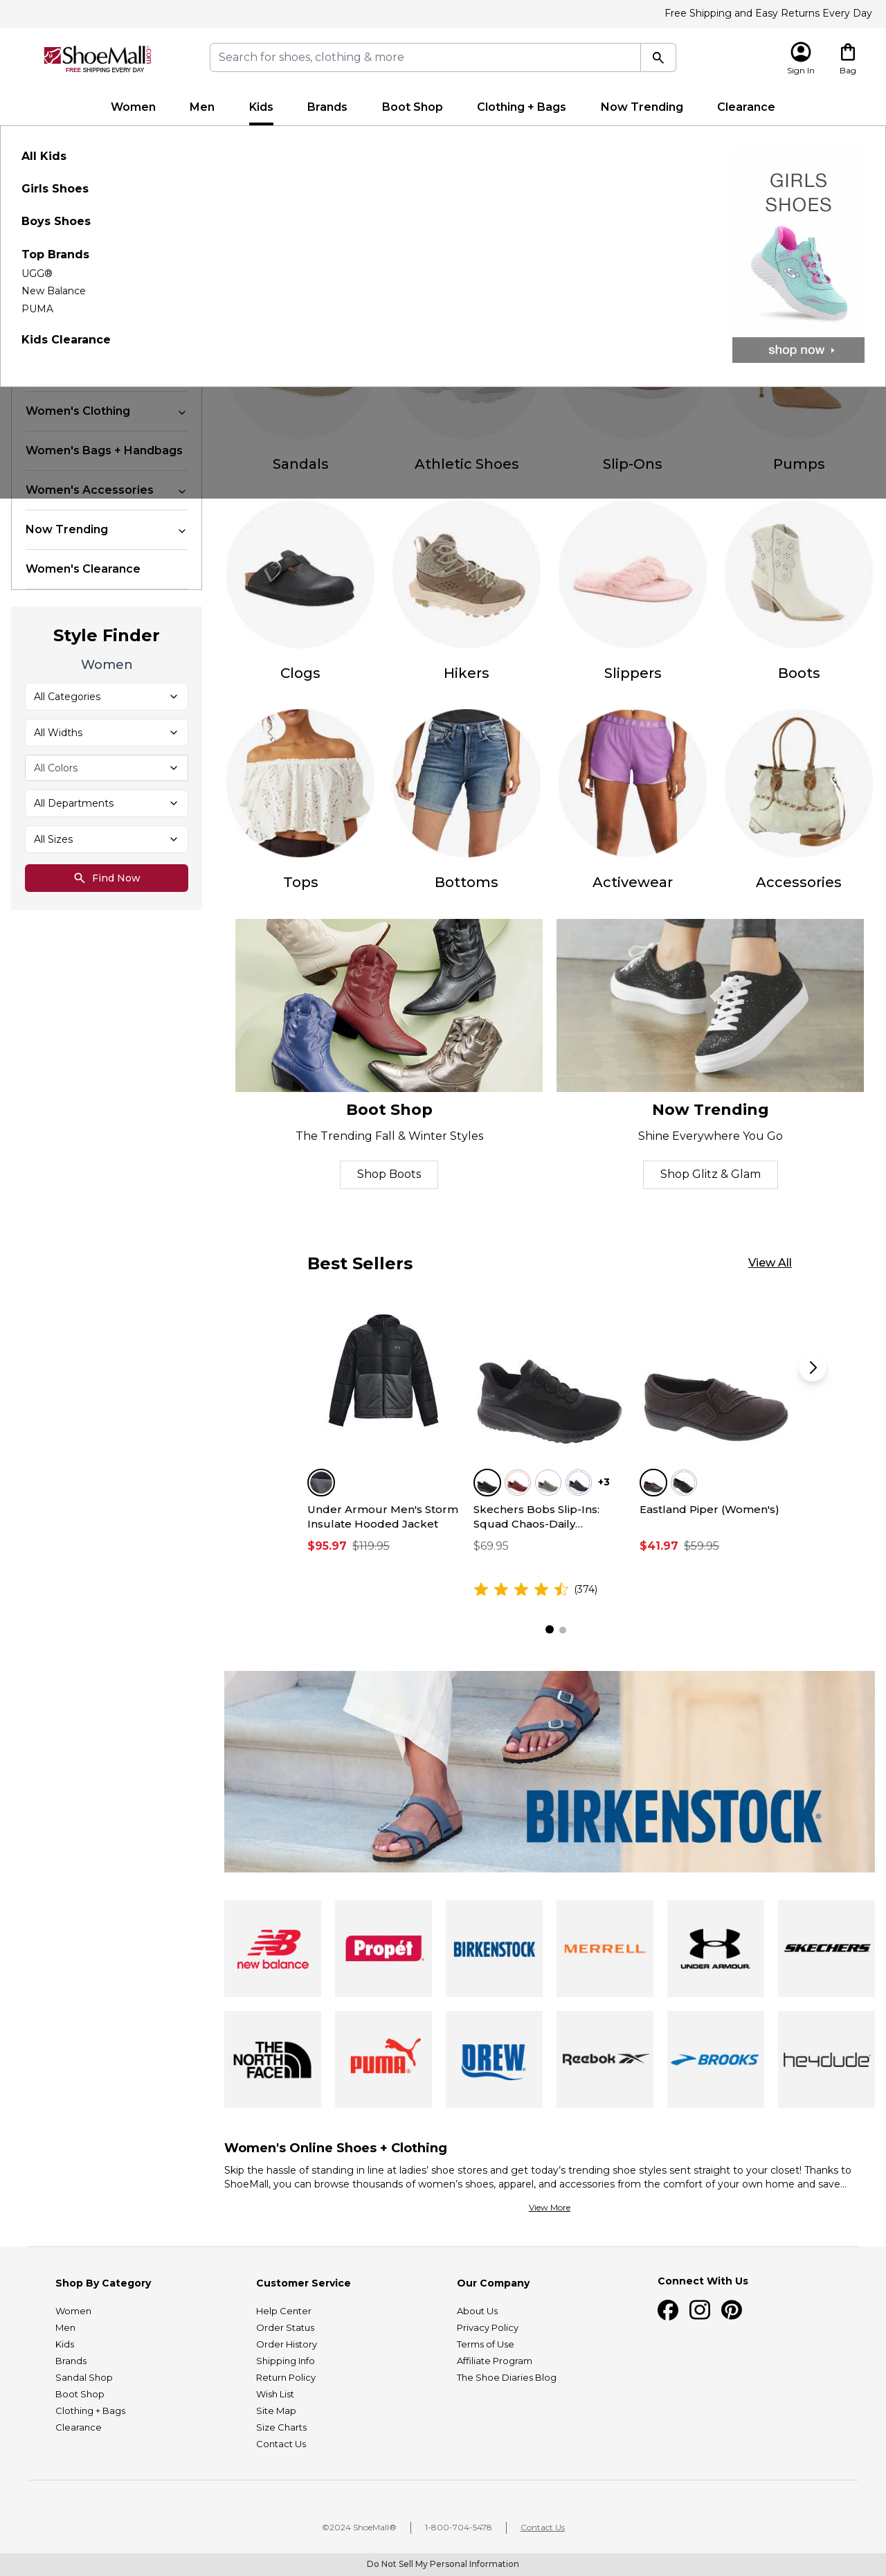 Free Shipping and Easy Returns Every Day
ShoeMall.COM
FREE SHIPPING EVERY DAY
Search for shoes, clothing & more
Sign In
Bag
Women
Men
Kids
Brands
Boot Shop
Clothing + Bags
Now Trending
Clearance
All Kids
Girls Shoes
Boys Shoes
Top Brands
UGG®
New Balance
PUMA
Kids Clearance
GIRLS
SHOES
shop now
Women's Clothing
Women's Bags + Handbags
Women's Accessories
Now Trending
Women's Clearance
Style Finder
Women
All Categories
All Widths
All Colors
All Departments
All Sizes
Find Now
Sandals
Athletic Shoes
Slip-Ons
Pumps
Clogs
Hikers
Slippers
Boots
UNDER ARMOUR
Tops
Bottoms
Activewear
Accessories
Boot Shop
The Trending Fall & Winter Styles
Shop Boots
Now Trending
Shine Everywhere You Go
Shop Glitz & Glam
Best Sellers
View All
+3
Under Armour Men's Storm
Insulate Hooded Jacket
$95.97 $119.95
Skechers Bobs Slip-Ins:
Squad Chaos-Daily...
$69.95
(374)
Eastland Piper (Women's)
$41.97 $59.95
BIRKENSTOCK®
new balance
Propét®
BIRKENSTOCK
MERRELL
UNDER ARMOUR
SKECHERS
THE
NORTH
FACE
PUMA®
DREW®
Reebok
BROOKS
heydude
Women's Online Shoes + Clothing
Skip the hassle of standing in line at ladies’ shoe stores and get today’s trending shoe styles sent straight to your closet! Thanks to
ShoeMall, you can browse thousands of women’s shoes, apparel, and accessories from the comfort of your own home and save...
View More
Shop By Category
Women
Men
Kids
Brands
Sandal Shop
Boot Shop
Clothing + Bags
Clearance
Customer Service
Help Center
Order Status
Order History
Shipping Info
Return Policy
Wish List
Site Map
Size Charts
Contact Us
Our Company
About Us
Privacy Policy
Terms of Use
Affiliate Program
The Shoe Diaries Blog
Connect With Us
©2024 ShoeMall®
1-800-704-5478
Contact Us
Do Not Sell My Personal Information